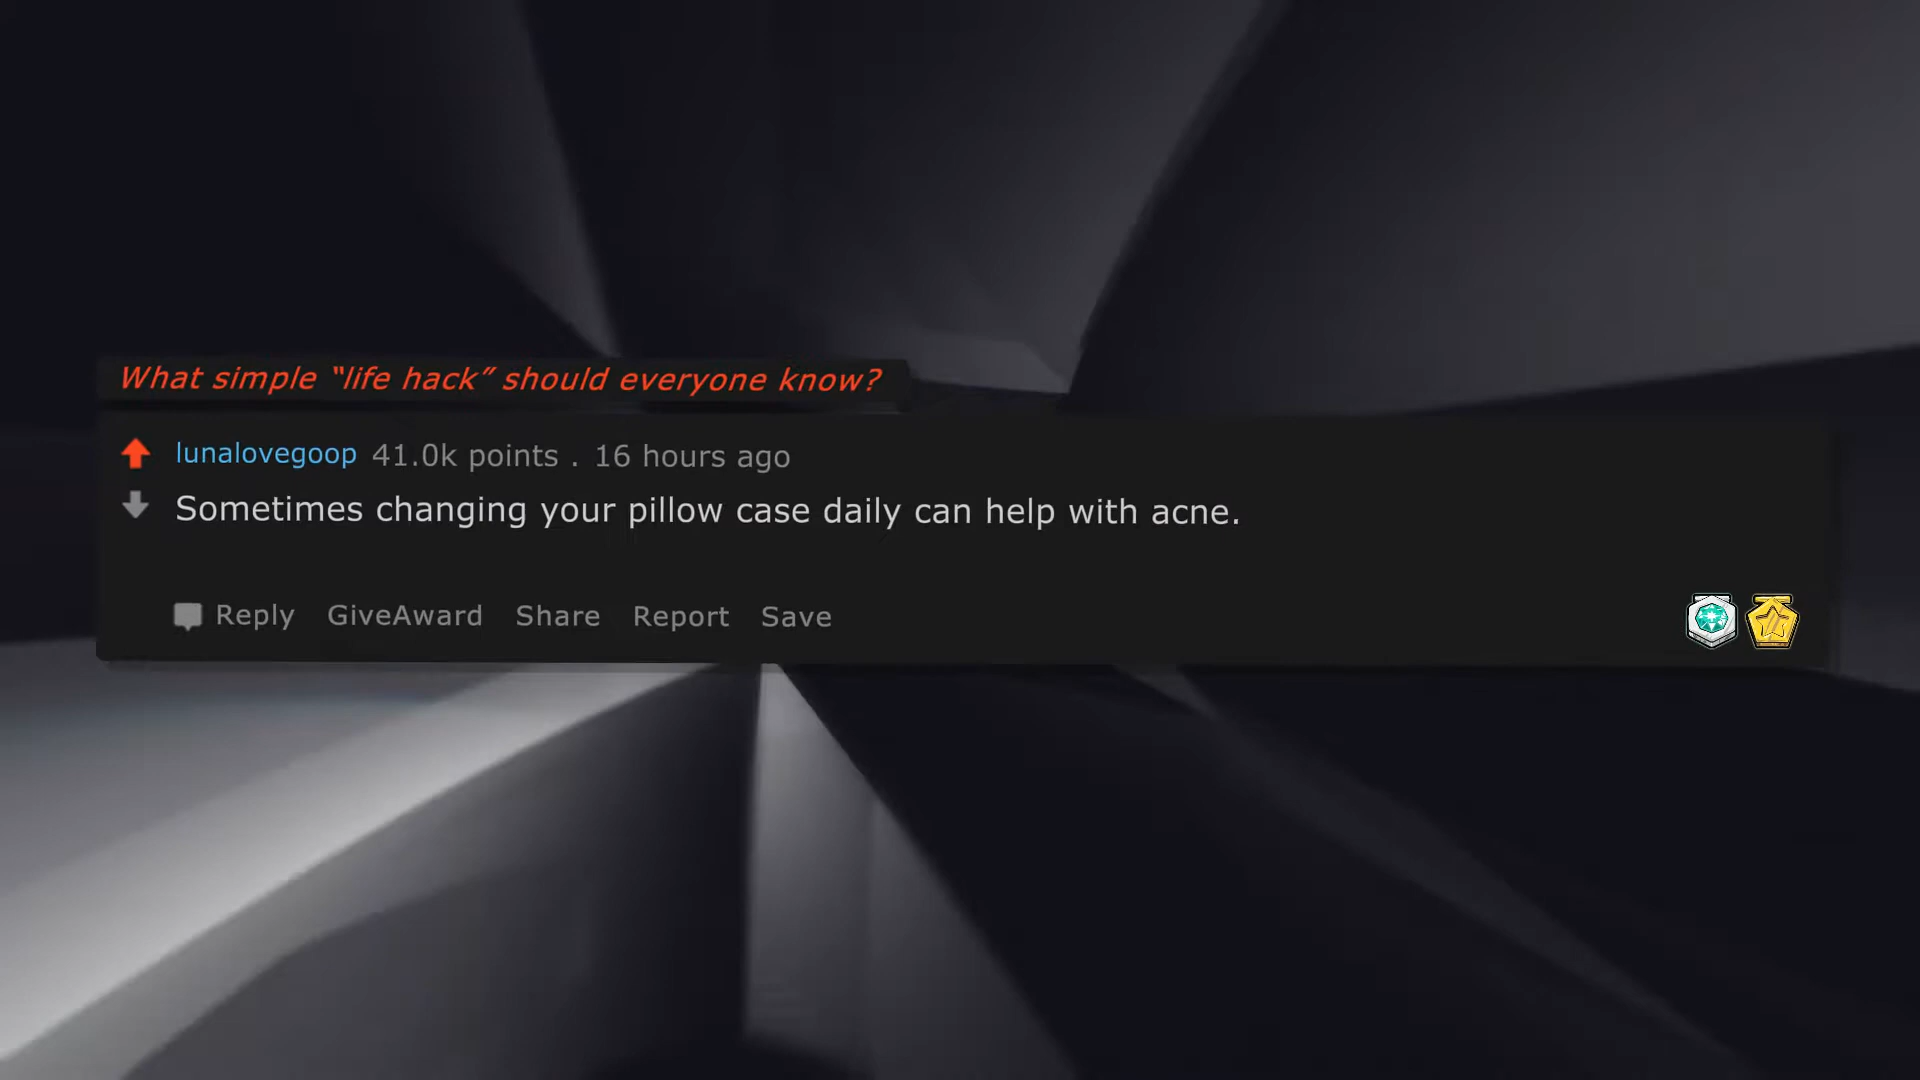 What simple “life hack” should everyone know?
lunalovegoop 41.0k points . 16 hours ago
Sometimes changing your pillow case daily can help with acne.
Reply GiveAward Share Report Save